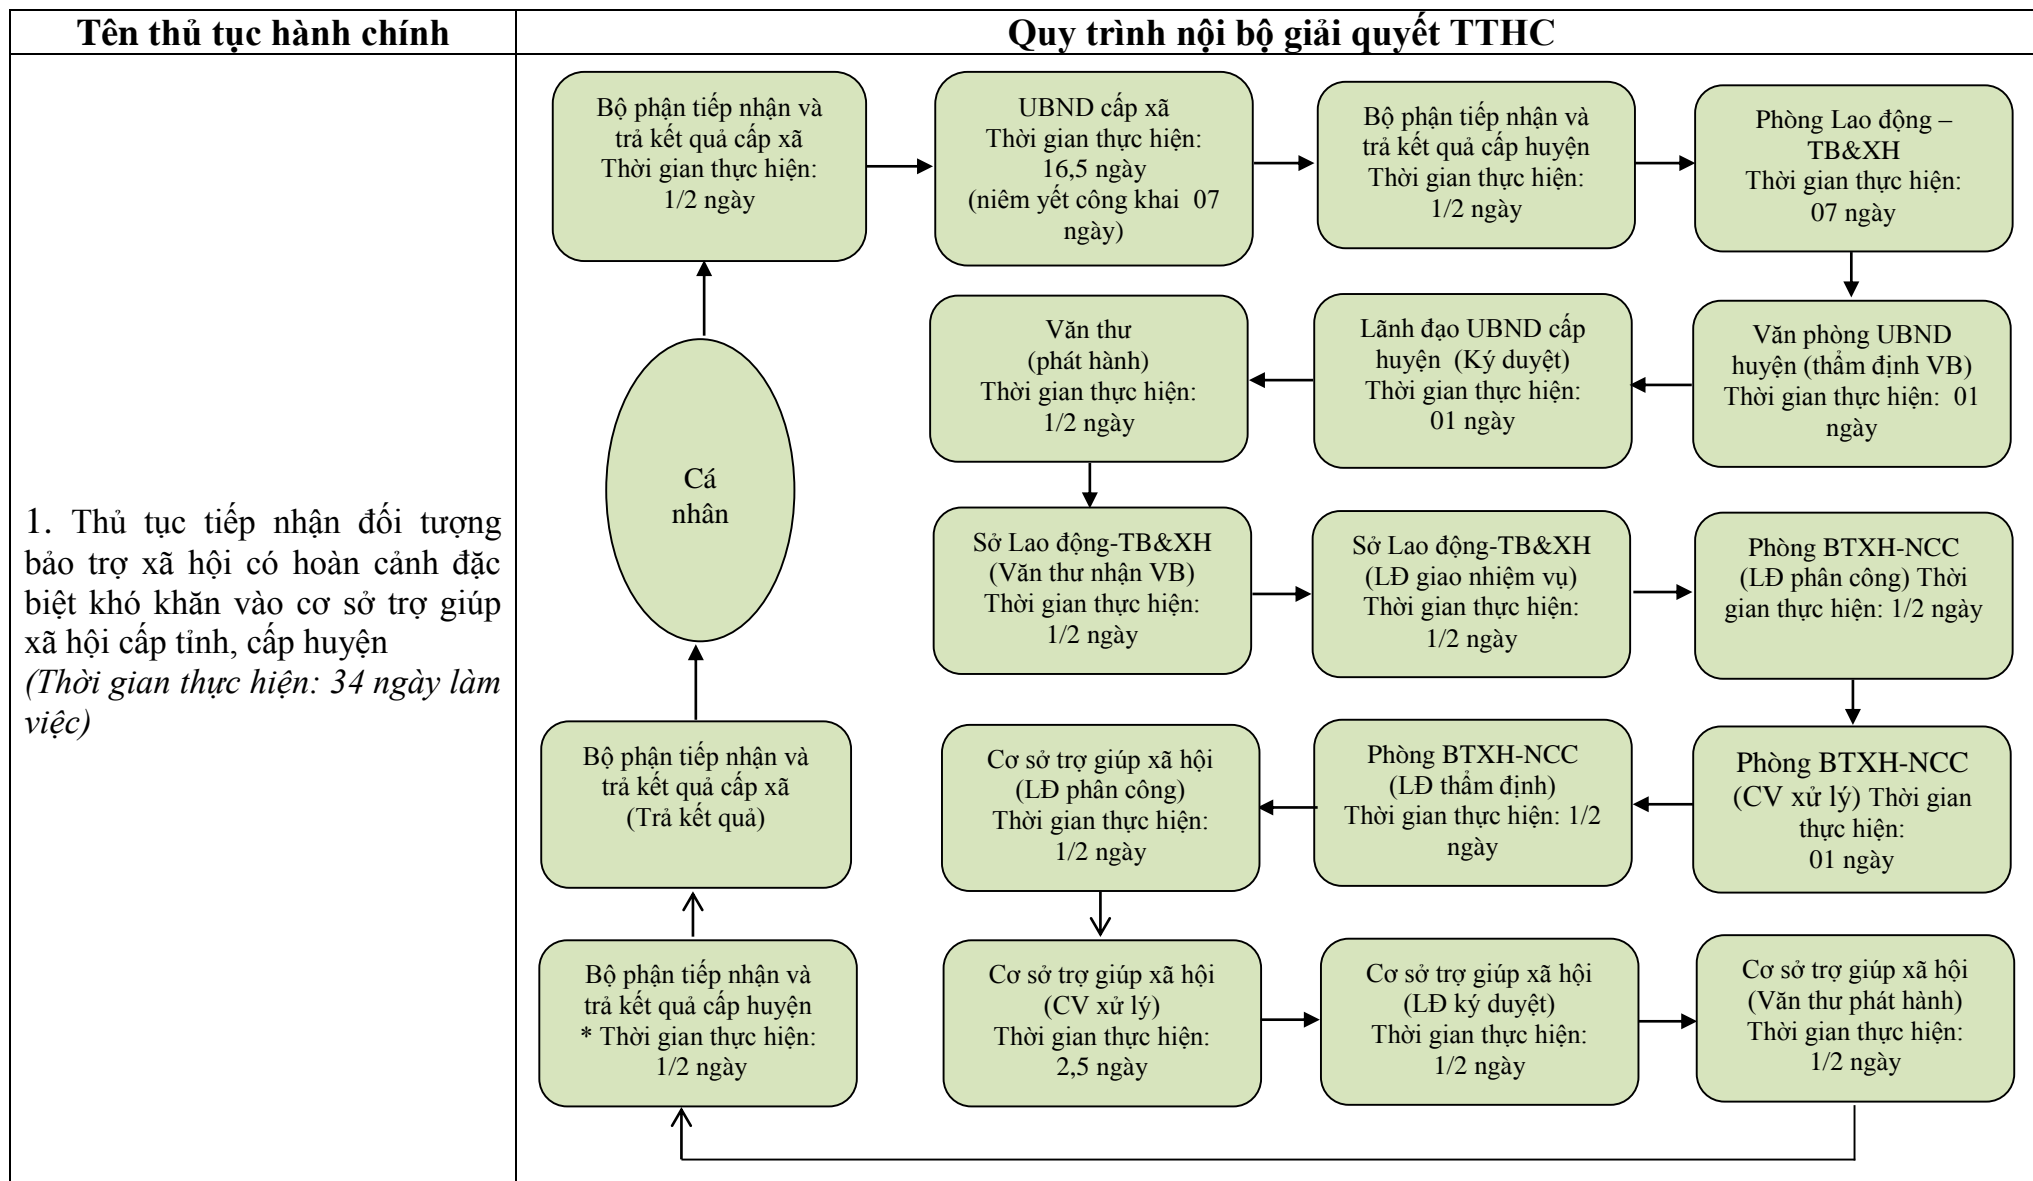 Tên thủ tục hành chính
Quy trình nội bộ giải quyết TTHC
1. Thủ tục tiếp nhận đối tượng
bảo trợ xã hội có hoàn cảnh đặc
biệt khó khăn vào cơ sở trợ giúp
xã hội cấp tỉnh, cấp huyện
(Thời gian thực hiện: 34 ngày làm
việc)
Bộ phận tiếp nhận và
trả kết quả cấp xã
Thời gian thực hiện:
1/2 ngày
UBND cấp xã
Thời gian thực hiện:
16,5 ngày
(niêm yết công khai 07
ngày)
Bộ phận tiếp nhận và
trả kết quả cấp huyện
Thời gian thực hiện:
1/2 ngày
Phòng Lao động –
TB&XH
Thời gian thực hiện:
07 ngày
Văn phòng UBND
huyện (thẩm định VB)
Thời gian thực hiện: 01
ngày
Lãnh đạo UBND cấp
huyện (Ký duyệt)
Thời gian thực hiện:
01 ngày
Văn thư
(phát hành)
Thời gian thực hiện:
1/2 ngày
Sở Lao động-TB&XH
(Văn thư nhận VB)
Thời gian thực hiện:
1/2 ngày
Sở Lao động-TB&XH
(LĐ giao nhiệm vụ)
Thời gian thực hiện:
1/2 ngày
Phòng BTXH-NCC
(LĐ phân công) Thời
gian thực hiện: 1/2 ngày
Phòng BTXH-NCC
(CV xử lý) Thời gian
thực hiện:
01 ngày
Phòng BTXH-NCC
(LĐ thẩm định)
Thời gian thực hiện: 1/2
ngày
Cơ sở trợ giúp xã hội
(LĐ phân công)
Thời gian thực hiện:
1/2 ngày
Cơ sở trợ giúp xã hội
(CV xử lý)
Thời gian thực hiện:
2,5 ngày
Cơ sở trợ giúp xã hội
(LĐ ký duyệt)
Thời gian thực hiện:
1/2 ngày
Cơ sở trợ giúp xã hội
(Văn thư phát hành)
Thời gian thực hiện:
1/2 ngày
Bộ phận tiếp nhận và
trả kết quả cấp huyện
* Thời gian thực hiện:
1/2 ngày
Bộ phận tiếp nhận và
trả kết quả cấp xã
(Trả kết quả)
Cá
nhân